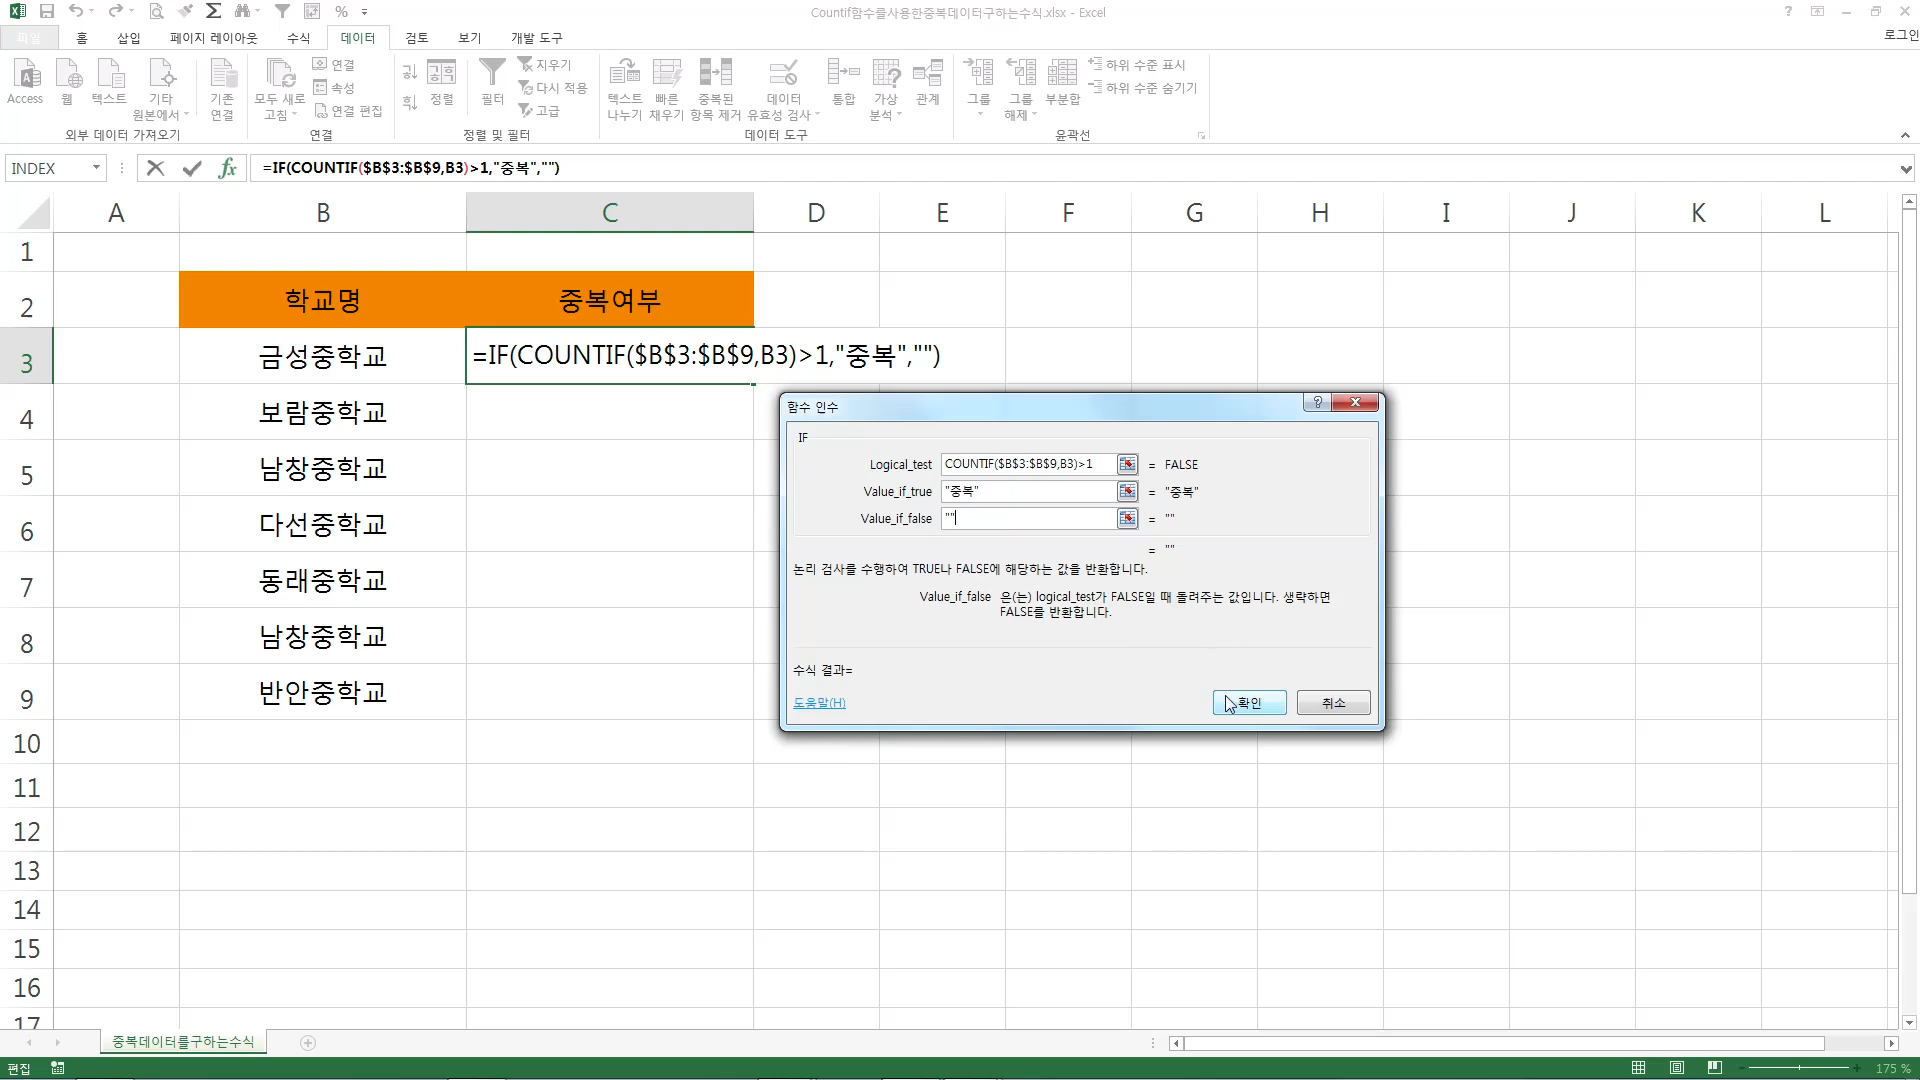 Countif함수를사용한중복데이터구하는수식.xlsx - Excel
%
?
파일
홈
삽입
페이지 레이아웃
수식
데이터
검토
보기
개발 도구
로그인
Access
웹
텍스트
기타
원본에서
외부 데이터 가져오기
기존
연결
모두 새로
고침
연결
속성
연결 편집
연결
정렬
필터
지우기
다시 적용
고급
정렬 및 필터
텍스트
나누기
빠른
채우기
중복된
항목 제거
데이터
유효성 검사
통합
가상
분석
관계
데이터 도구
그룹
그룹
해제
부분합
하위 수준 표시
하위 수준 숨기기
윤곽선
INDEX
fx
=IF(COUNTIF($B$3:$B$9,B3)>1,"중복","")
A B C D E F G H I J K L
1
2 학교명 중복여부
3 금성중학교 =IF(COUNTIF($B$3:$B$9,B3)>1,"중복","")
4 보람중학교
5 남창중학교
6 다선중학교
7 동래중학교
8 남창중학교
9 반안중학교
10
11
12
13
14
15
16
17
함수 인수
?
IF
Logical_test COUNTIF($B$3:$B$9,B3)>1 = FALSE
Value_if_true "중복" = "중복"
Value_if_false "" = ""
= ""
논리 검사를 수행하여 TRUE나 FALSE에 해당하는 값을 반환합니다.
Value_if_false 은(는) logical_test가 FALSE일 때 돌려주는 값입니다. 생략하면
FALSE를 반환합니다.
수식 결과=
도움말(H)
확인
취소
중복데이터를구하는수식
편집
175 %